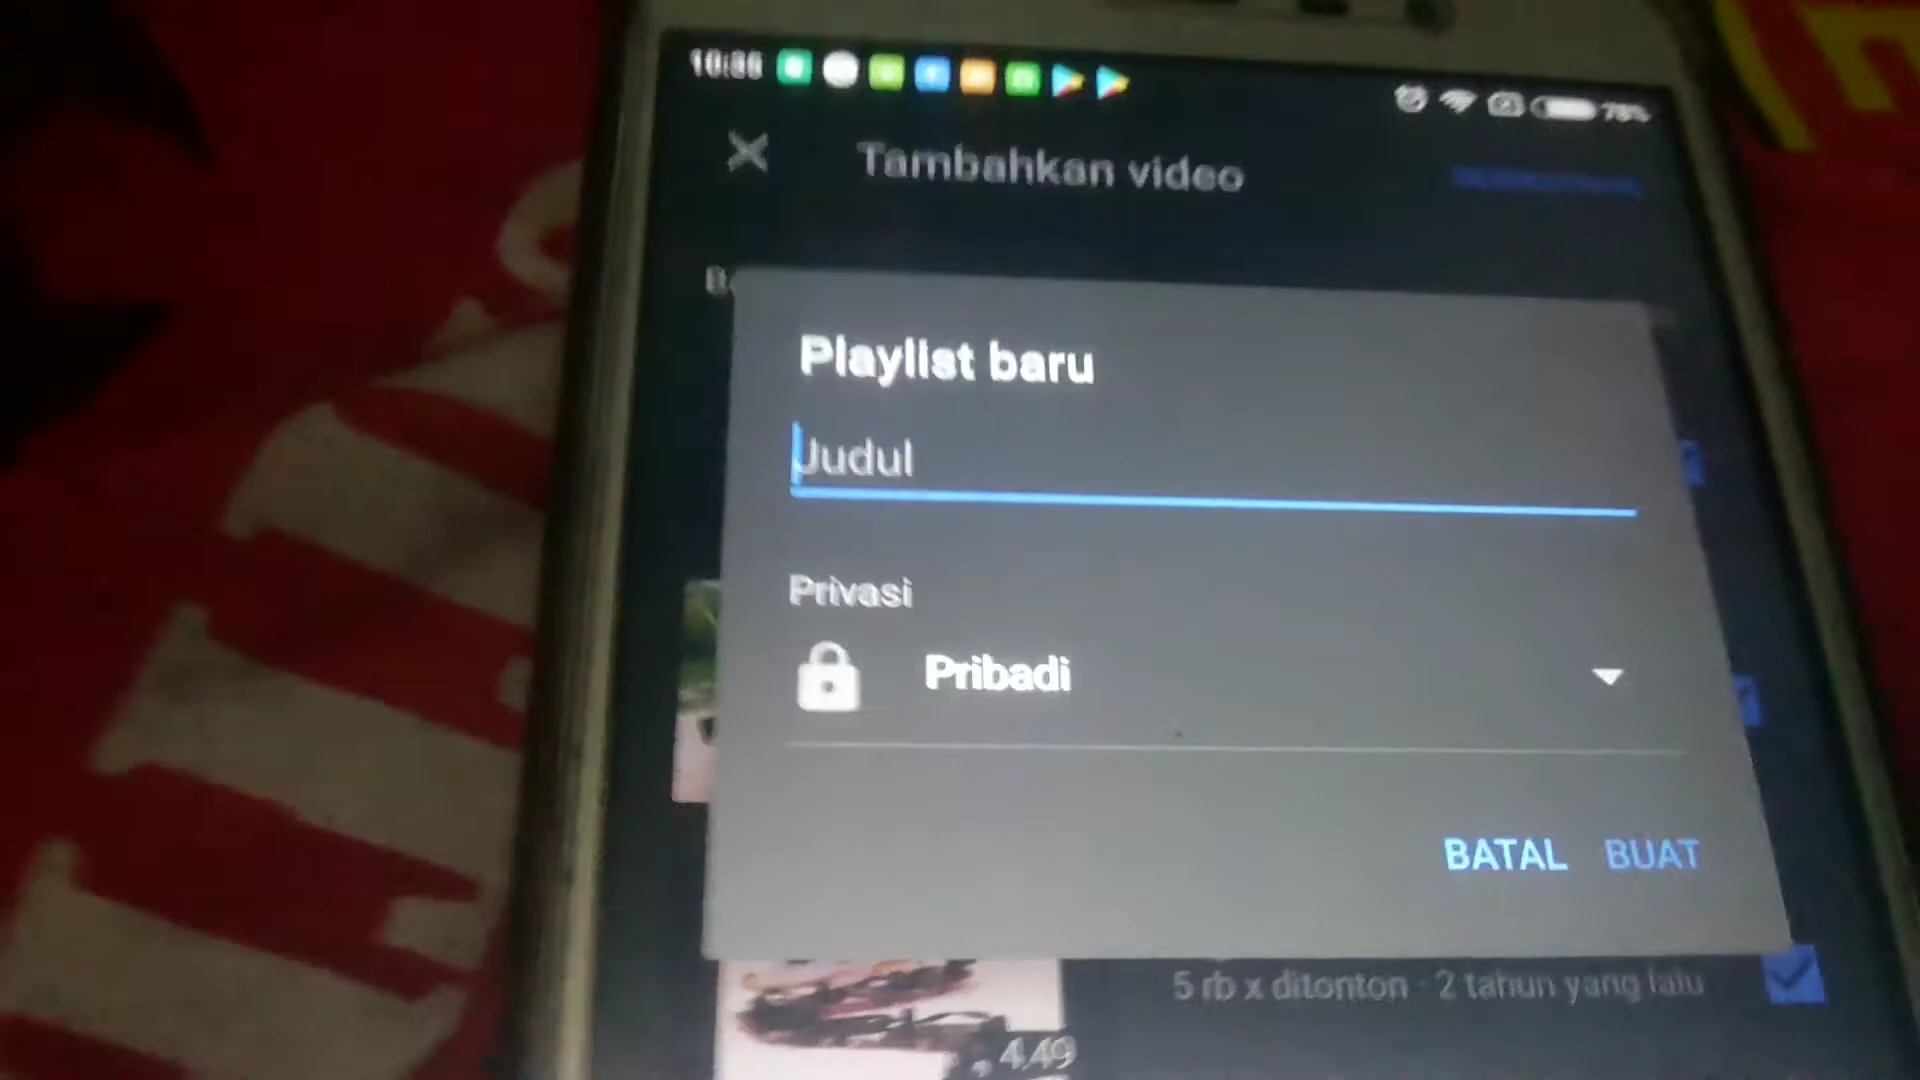 Tambahkan video
Playlist baru
Judul
Privasi
Pribadi
BATAL BUAT
5 rb x ditonton · 2 tahun yang lalu
4.49